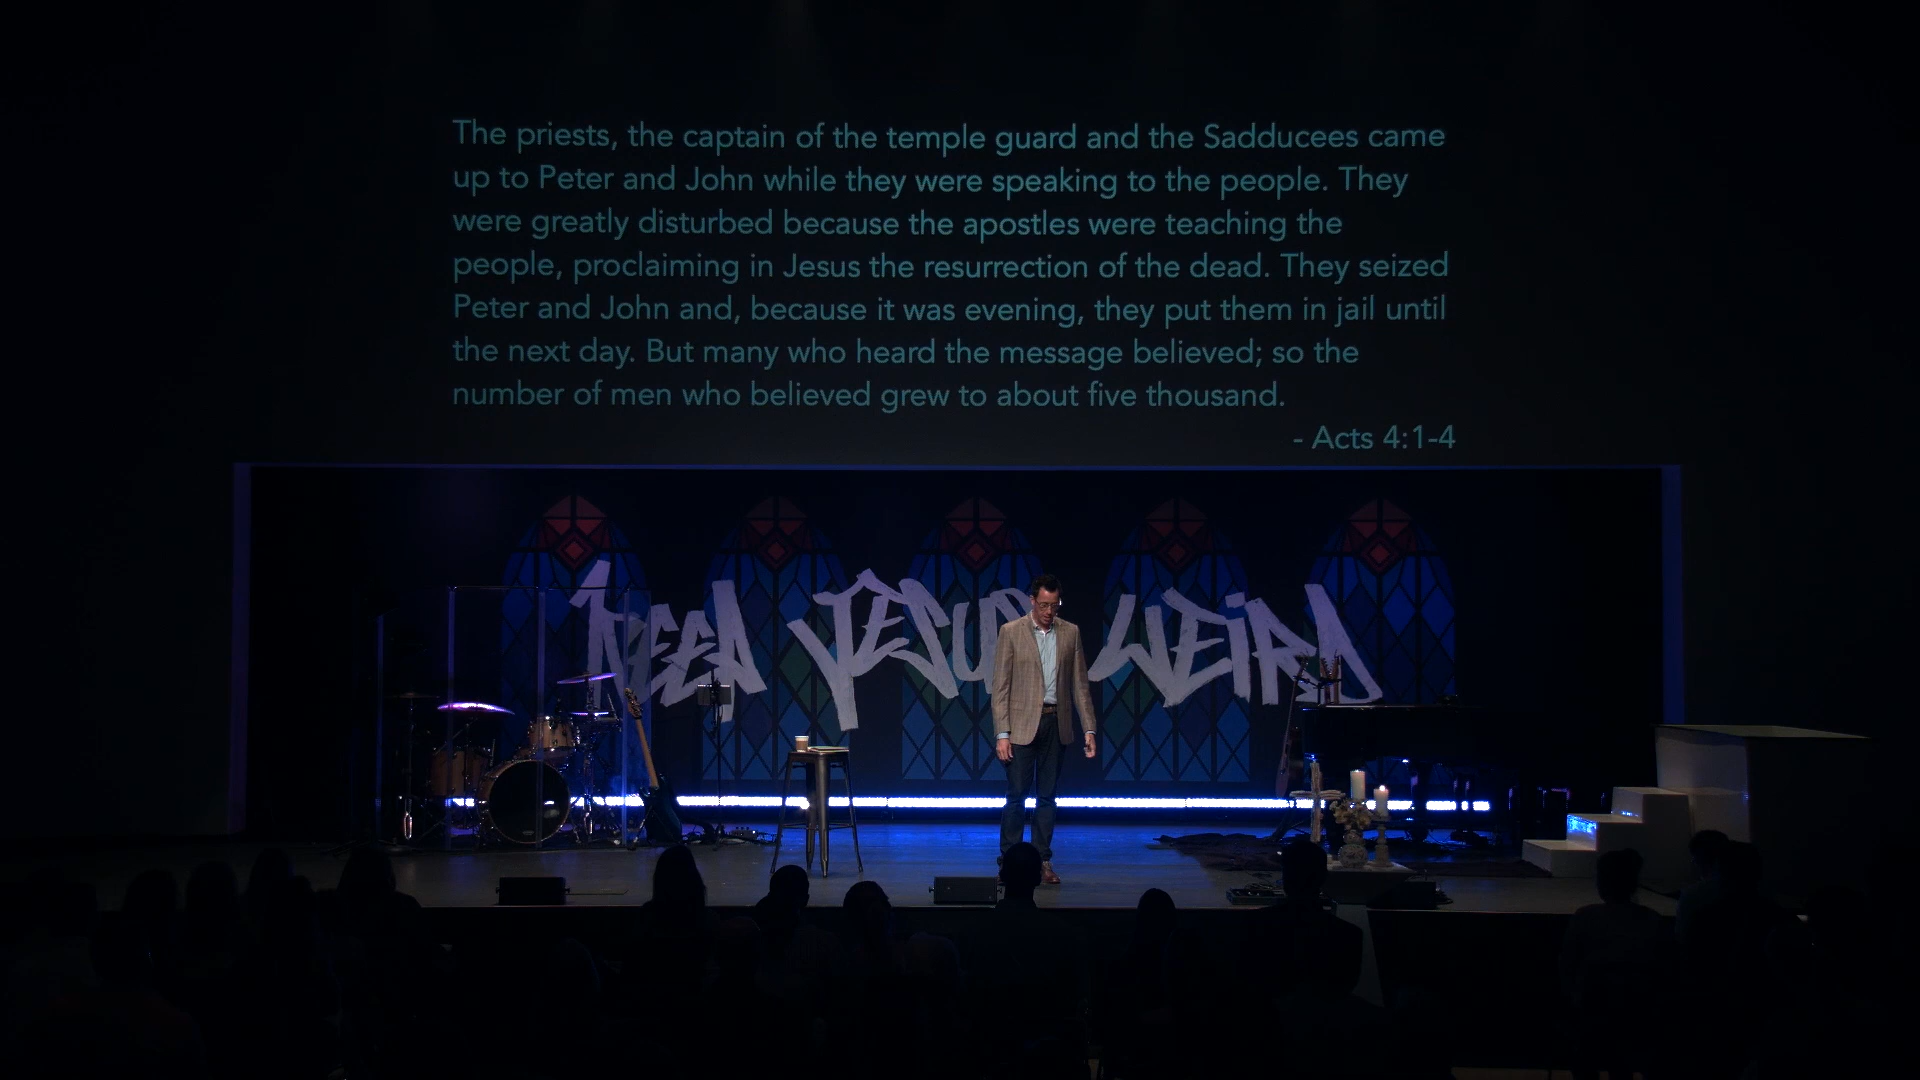 The priests, the captain of the temple guard and the Sadducees came
up to Peter and John while they were speaking to the people. They
were greatly disturbed because the apostles were teaching the
people, proclaiming in Jesus the resurrection of the dead. They seized
Peter and John and, because it was evening, they put them in jail until
the next day. But many who heard the message believed; so the
number of men who believed grew to about five thousand.
- Acts 4:1-4
JESUS WEIRD